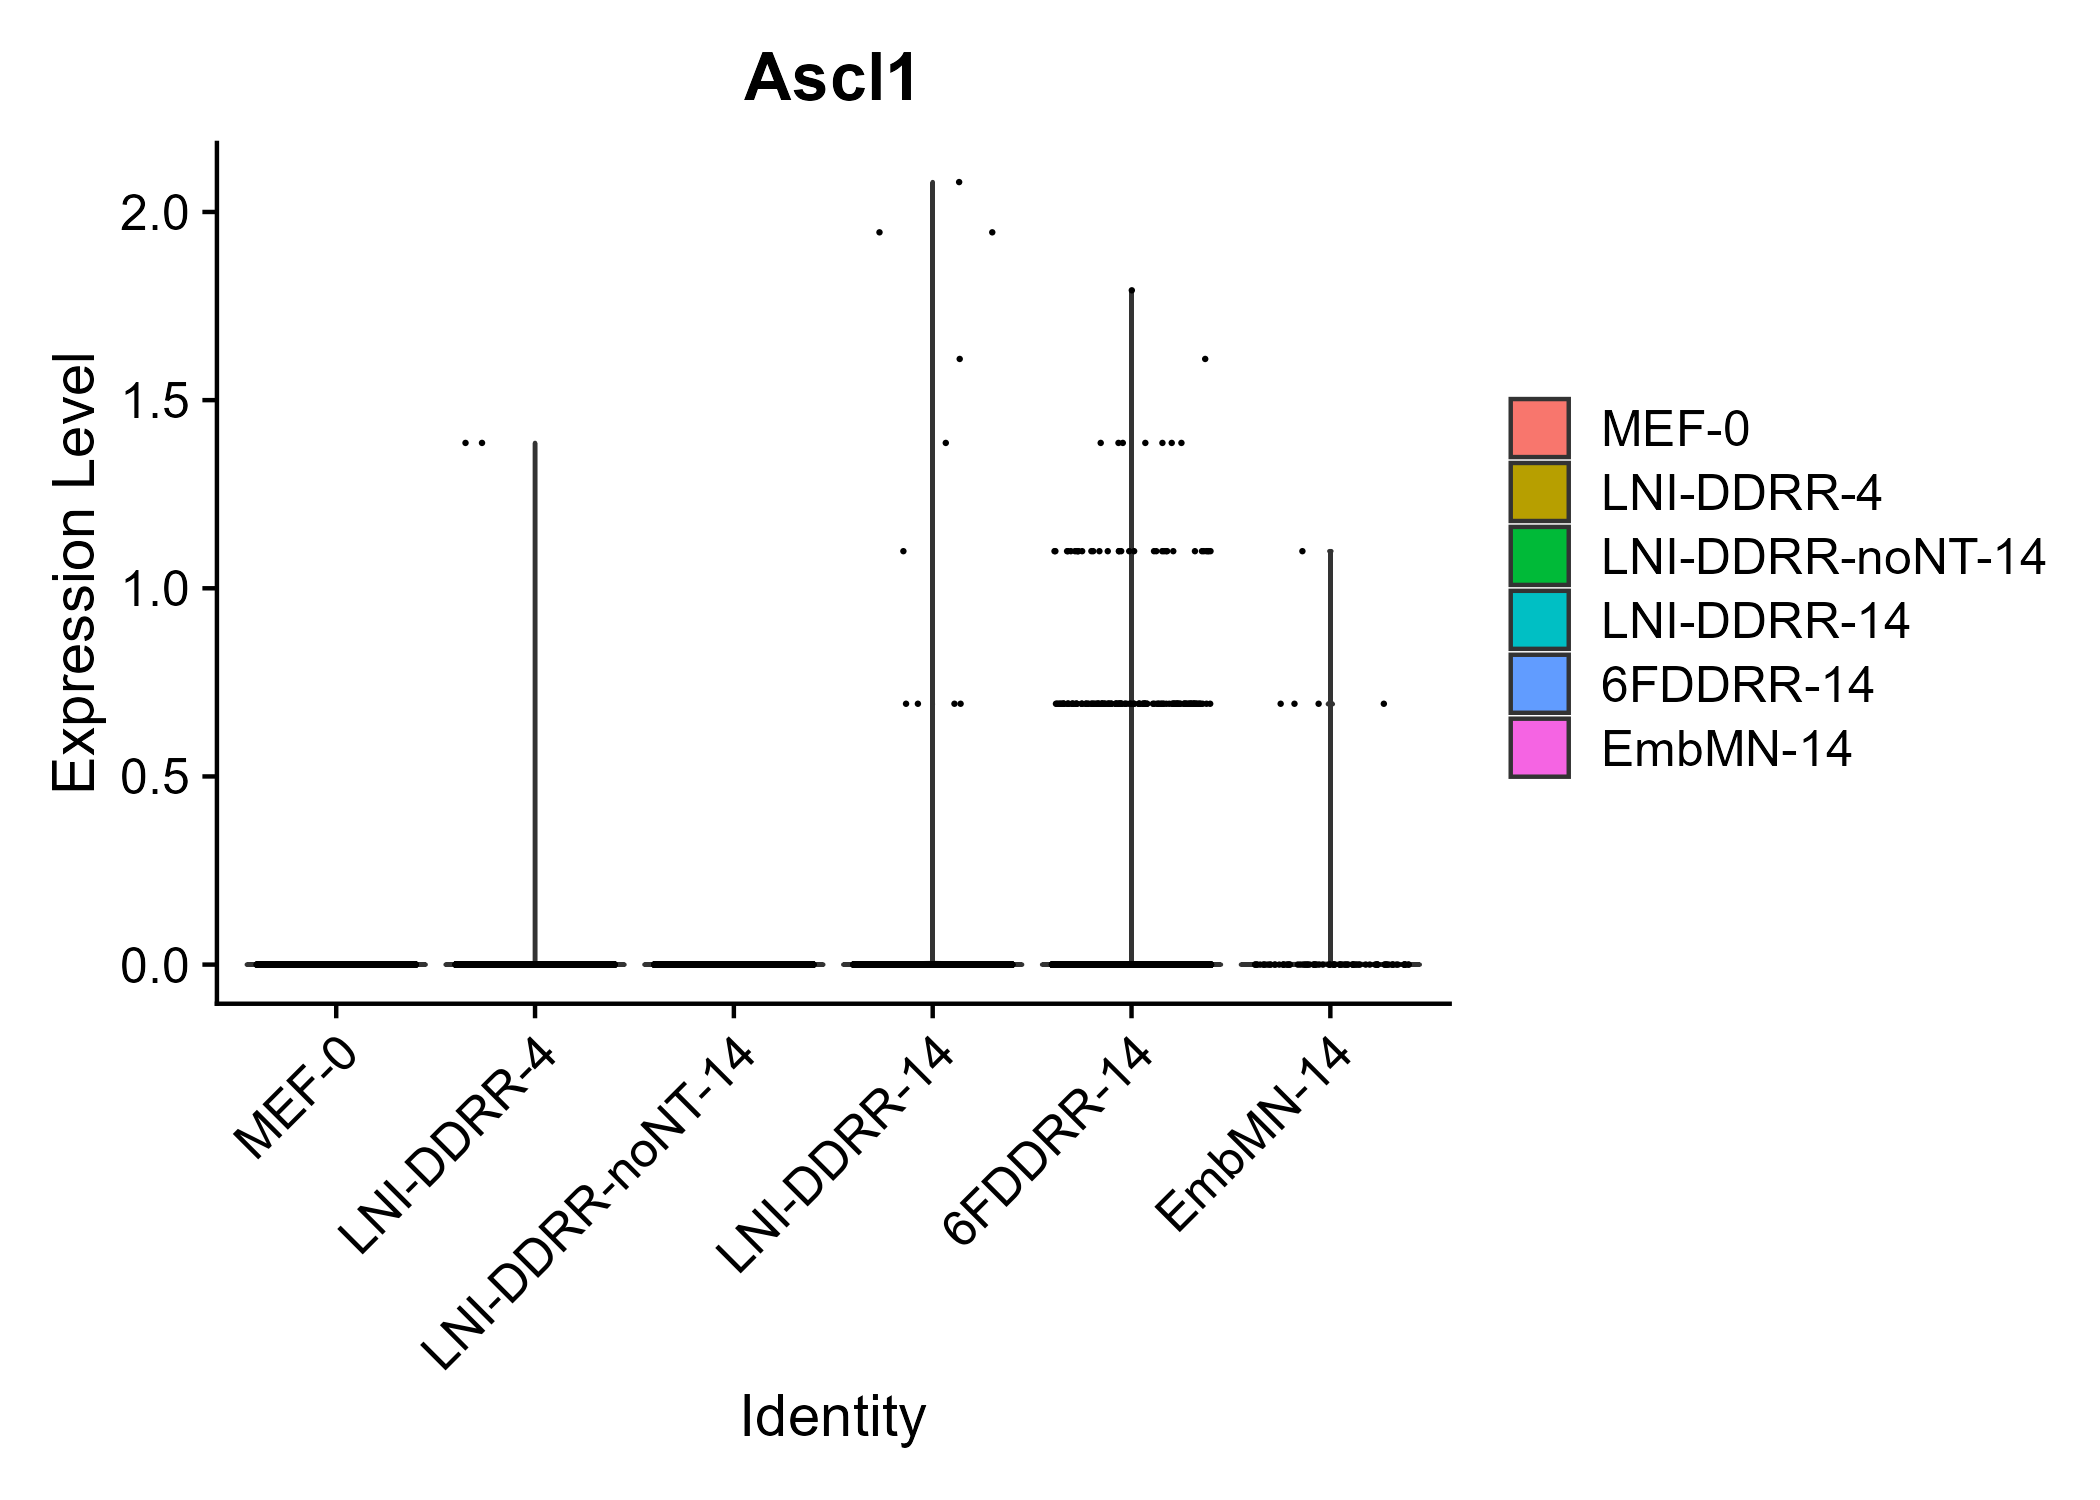 Ascl1
Expression Level
2.0
1.5
1.0
0.5
0.0
MEF-0
LNI-DDRR-4
LNI-DDRR-noNT-14
LNI-DDRR-14
6FDDRR-14
EmbMN-14
Identity
MEF-0
LNI-DDRR-4
LNI-DDRR-noNT-14
LNI-DDRR-14
6FDDRR-14
EmbMN-14